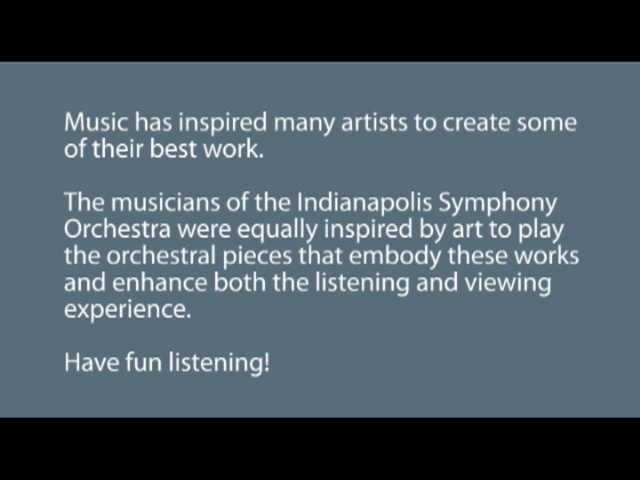 Music has inspired many artists to create some
of their best work.
The musicians of the Indianapolis Symphony
Orchestra were equally inspired by art to play
the orchestral pieces that embody these works
and enhance both the listening and viewing
experience.
Have fun listening!